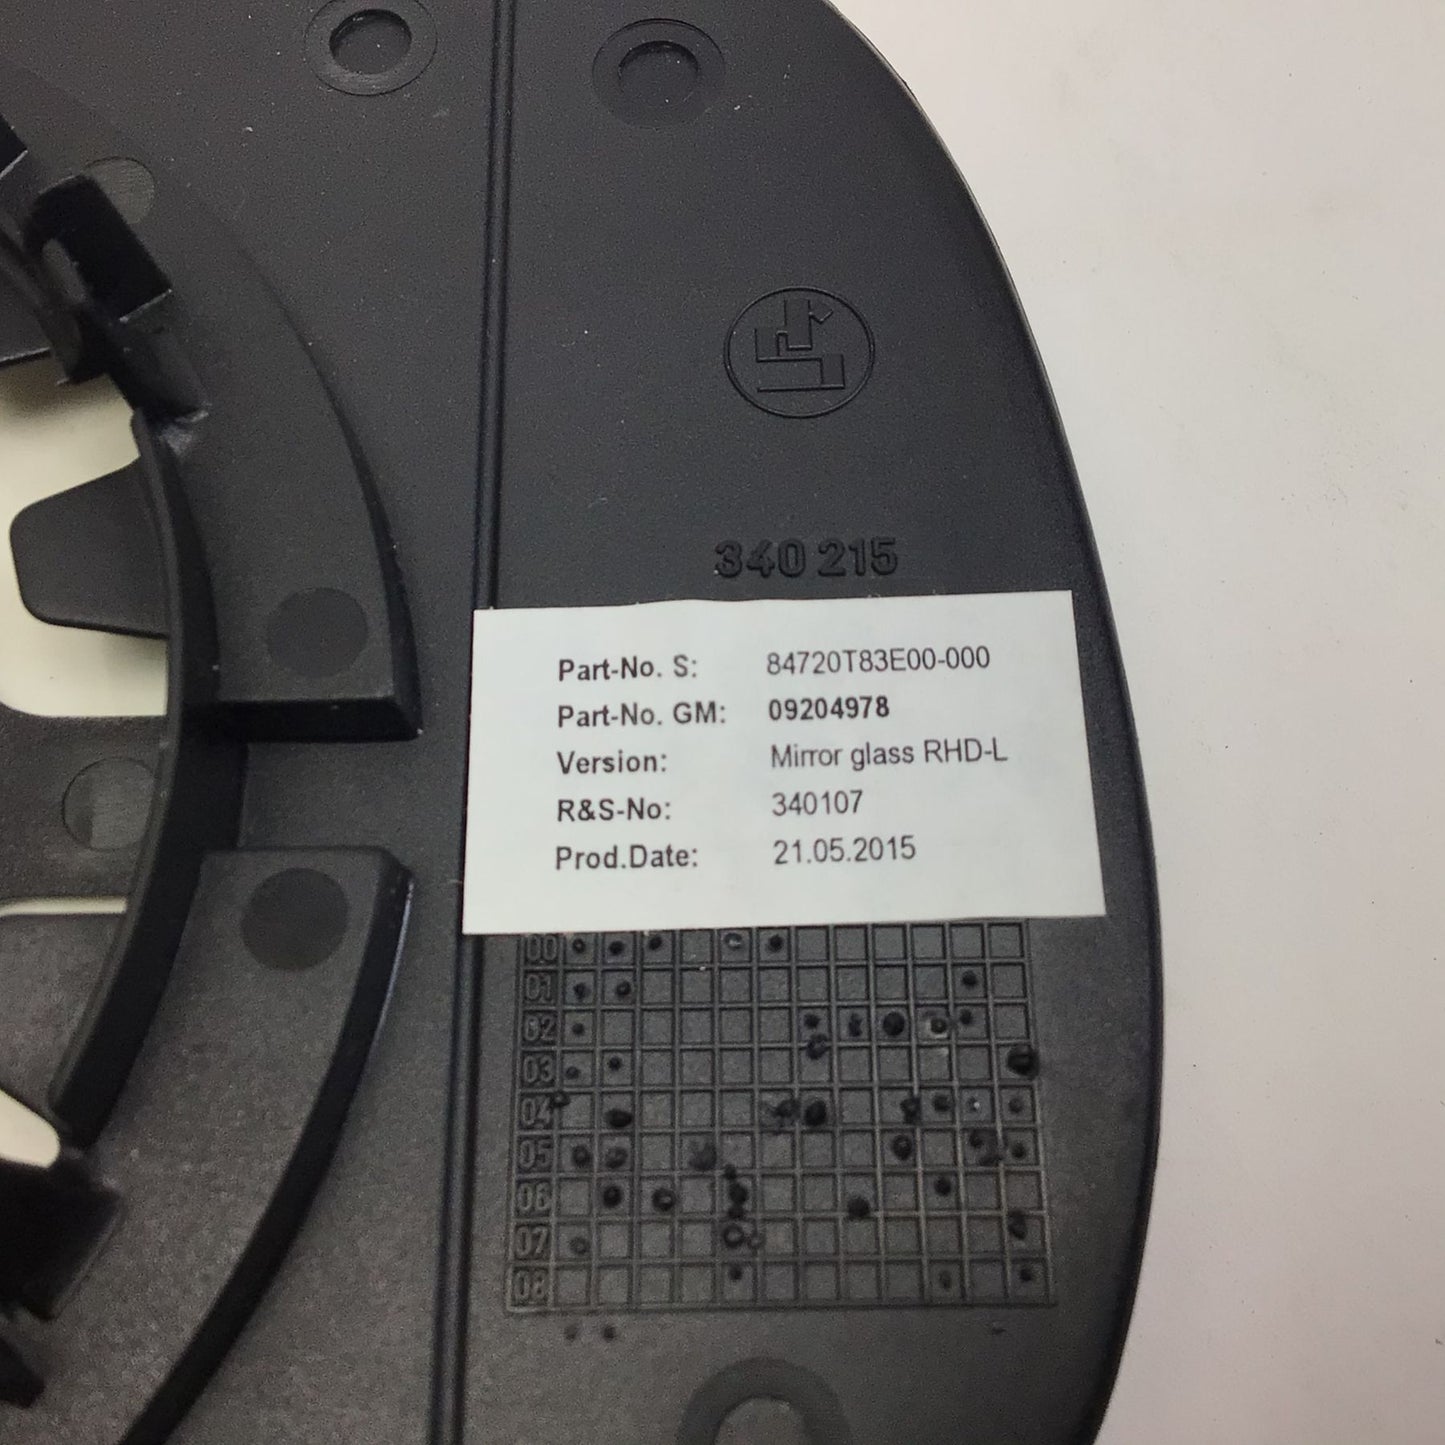 340 215
Part-No. S: 84720T83E00-000
Part-No. GM: 09204978
Version: Mirror glass RHD-L
R&S-No: 340107
Prod.Date: 21.05.2015
00
01
02
03
04
05
06
07
08